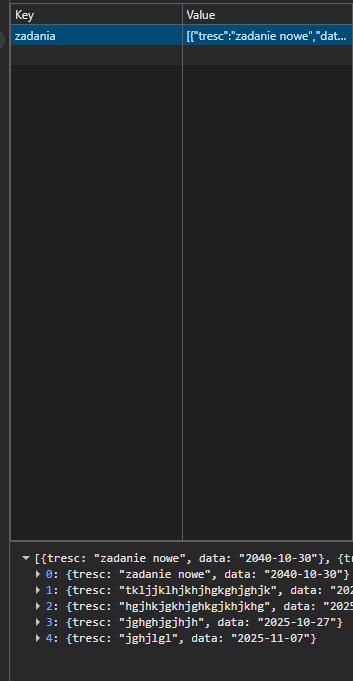 Key Value
zadania [{"tresc":"zadanie nowe","dat...
[{tresc: "zadanie nowe", data: "2040-10-30"}, {t
0: {tresc: "zadanie nowe", data: "2040-10-30"}
1: {tresc: "tkljjklhjkhjhgkghjghjk", data: "202
2: {tresc: "hgjhkjgkhjghkgjkhjkhg", data: "2025
3: {tresc: "jghghjgjhjh", data: "2025-10-27"}
4: {tresc: "jghjlgl", data: "2025-11-07"}